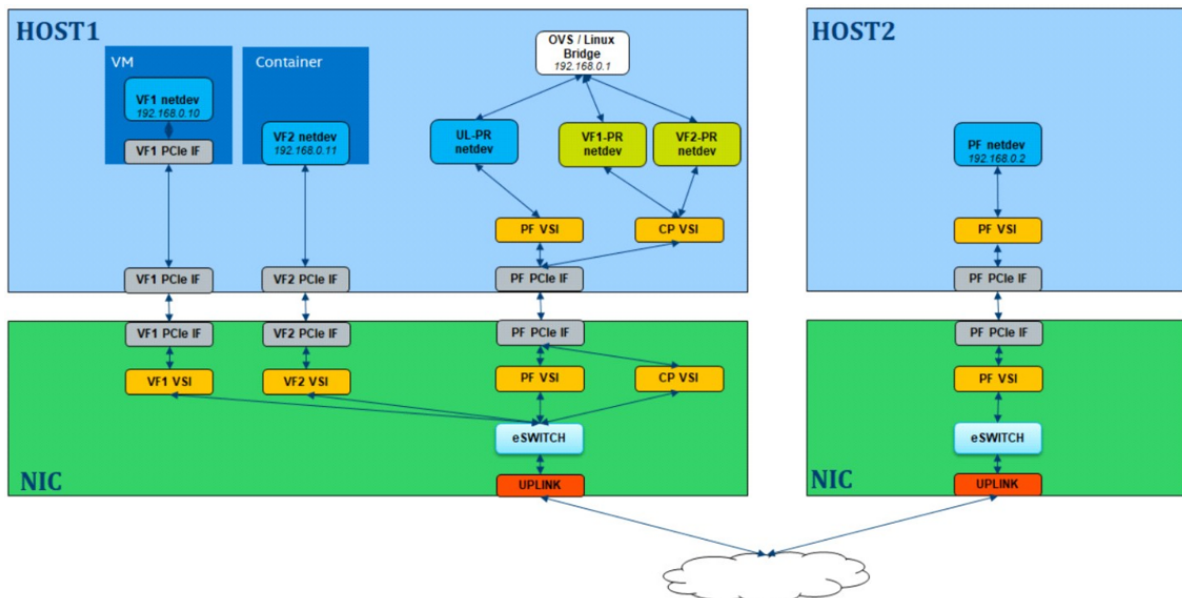 HOST1
VM
VF1 netdev
192.168.0.10
VF1 PCIe IF
Container
VF2 netdev
192.168.0.11
OVS / Linux
Bridge
192.168.0.1
UL-PR
netdev
VF1-PR
netdev
VF2-PR
netdev
PF VSI
CP VSI
VF1 PCIe IF
VF2 PCIe IF
PF PCIe IF
VF1 PCIe IF
VF2 PCIe IF
PF PCIe IF
VF1 VSI
VF2 VSI
PF VSI
CP VSI
eSWITCH
NIC
UPLINK
HOST2
PF netdev
192.168.0.2
PF VSI
PF PCIe IF
PF PCIe IF
PF VSI
eSWITCH
NIC
UPLINK